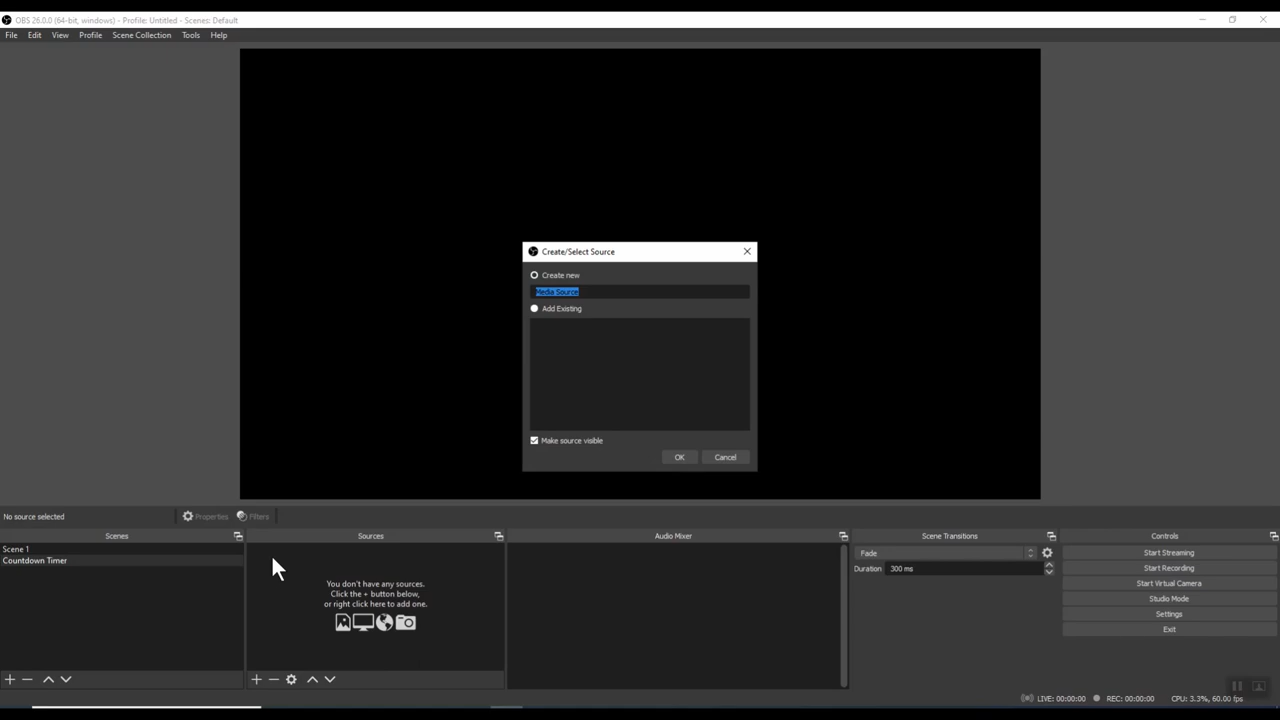 OBS 26.0.0 (64-bit, windows) - Profile: Untitled - Scenes: Default
File Edit View Profile Scene Collection Tools Help
Create/Select Source
Create new
Media Source
Add Existing
Make source visible
OK Cancel
No source selected Properties Filters
Scenes Sources Audio Mixer Scene Transitions Controls
Scene 1
Countdown Timer
You don't have any sources.
Click the + button below,
or right click here to add one.
Fade
Duration 300 ms
Start Streaming
Start Recording
Start Virtual Camera
Studio Mode
Settings
Exit
LIVE: 00:00:00 REC: 00:00:00 CPU: 3.3%, 60.00 fps